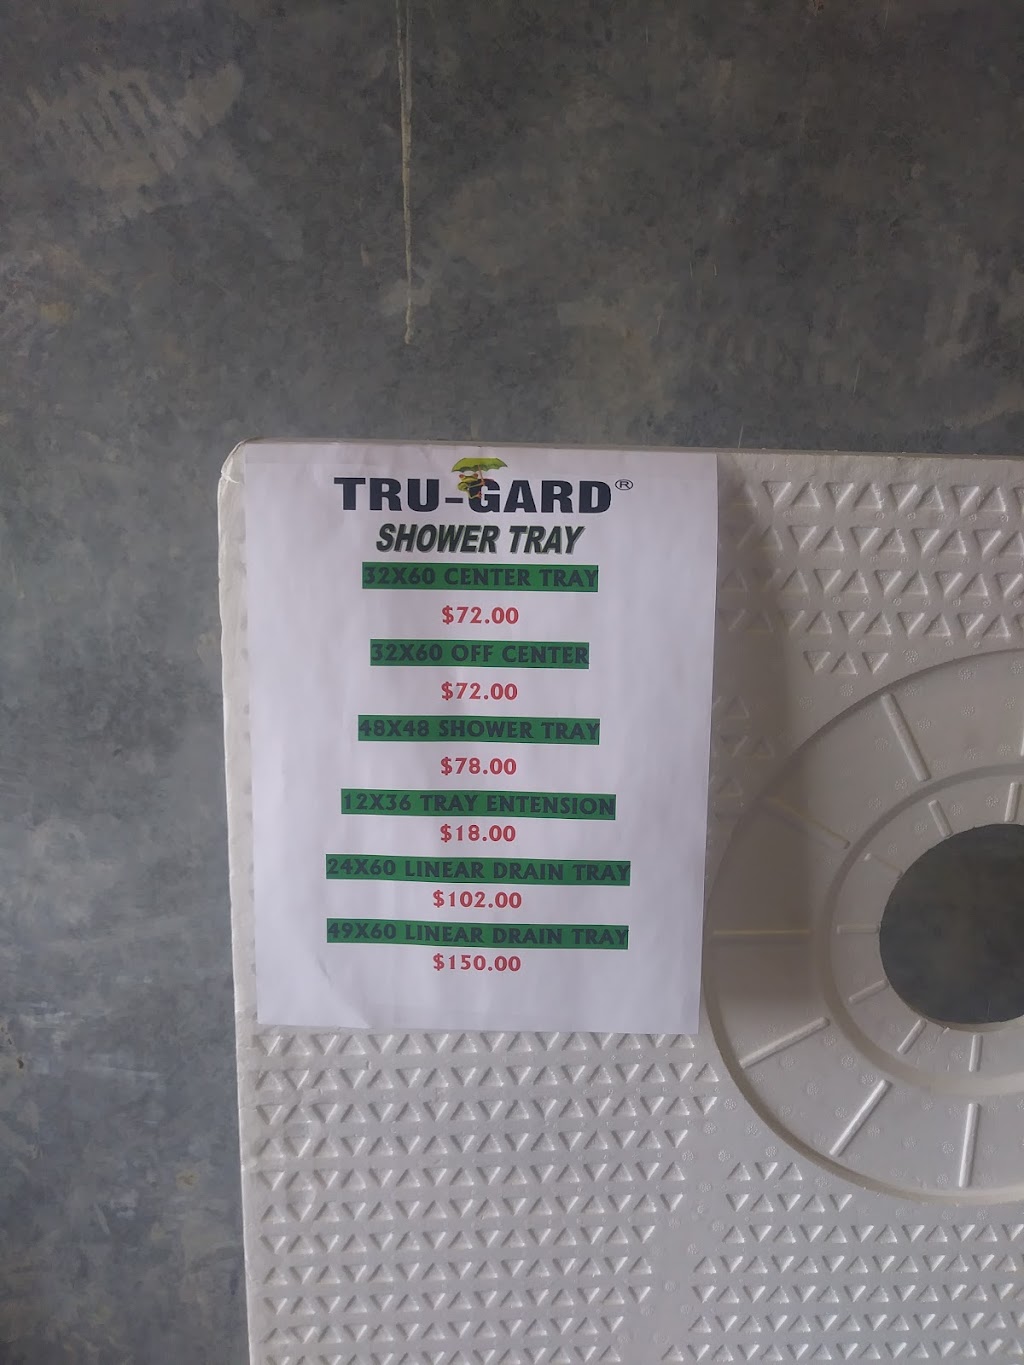 TRU-GARD®
SHOWER TRAY
32X60 CENTER TRAY
$72.00
32X60 OFF CENTER
$72.00
48X48 SHOWER TRAY
$78.00
12X36 TRAY ENTENSION
$18.00
24X60 LINEAR DRAIN TRAY
$102.00
49X60 LINEAR DRAIN TRAY
$150.00